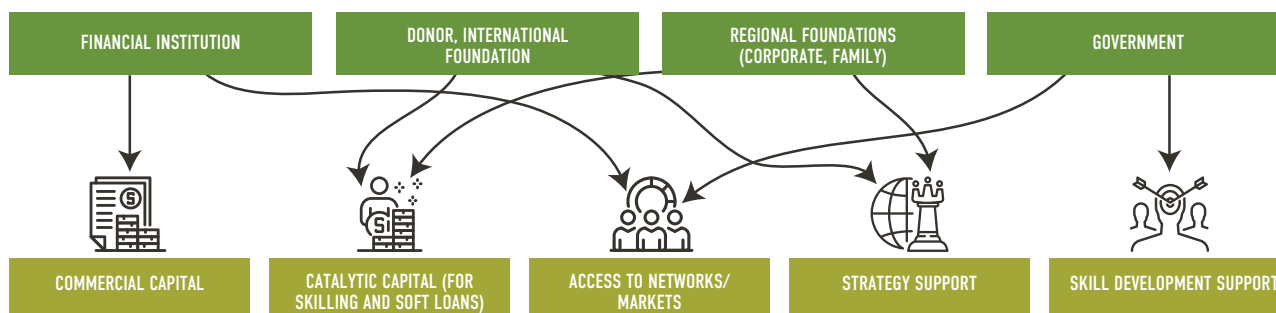 FINANCIAL INSTITUTION
DONOR, INTERNATIONAL
FOUNDATION
REGIONAL FOUNDATIONS
(CORPORATE, FAMILY)
GOVERNMENT
COMMERCIAL CAPITAL
CATALYTIC CAPITAL (FOR
SKILLING AND SOFT LOANS)
ACCESS TO NETWORKS/
MARKETS
STRATEGY SUPPORT
SKILL DEVELOPMENT SUPPORT